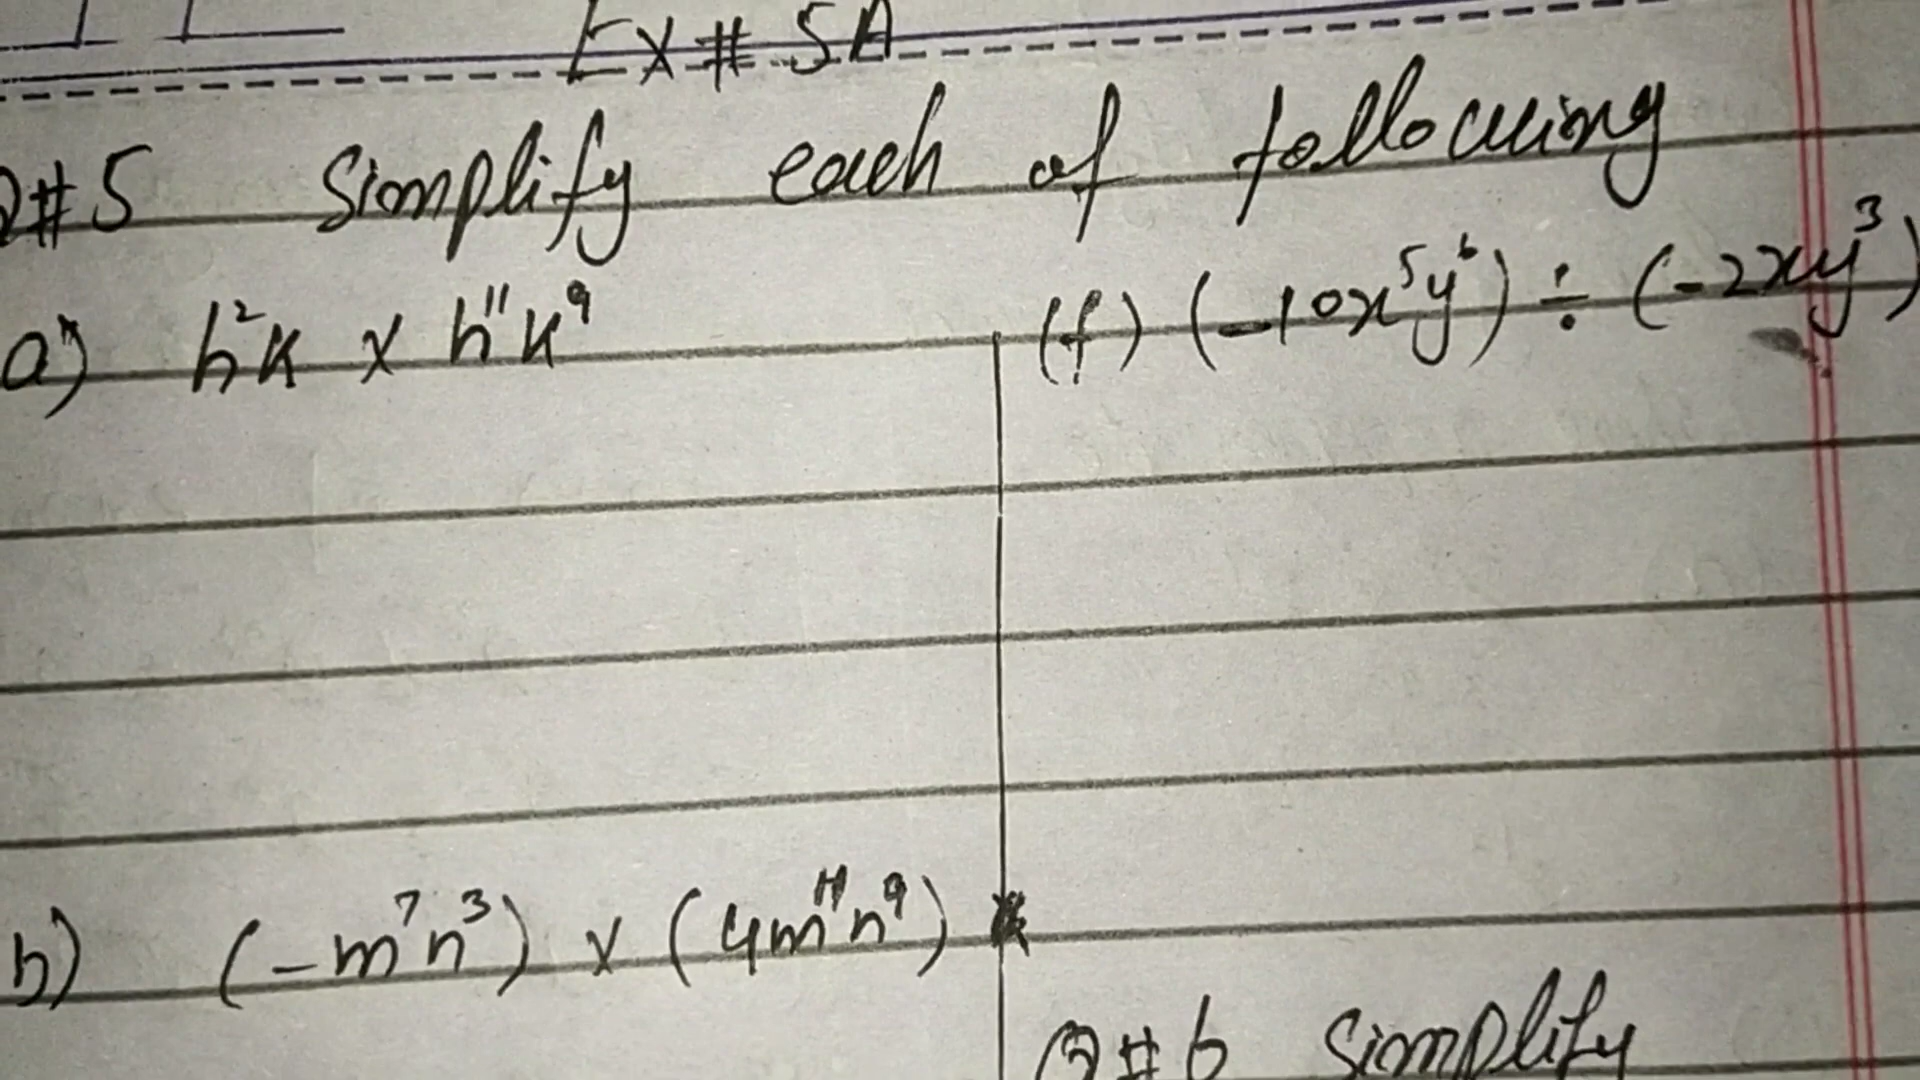 Ex# 5A
Q#5 Simplify each of following
a) h²k × h¹¹k⁹
(f) (-10x⁵y⁶) ÷ (-2xy³)
b) (-m⁷n³) × (4m¹¹n⁹)
Q#6 Simplify